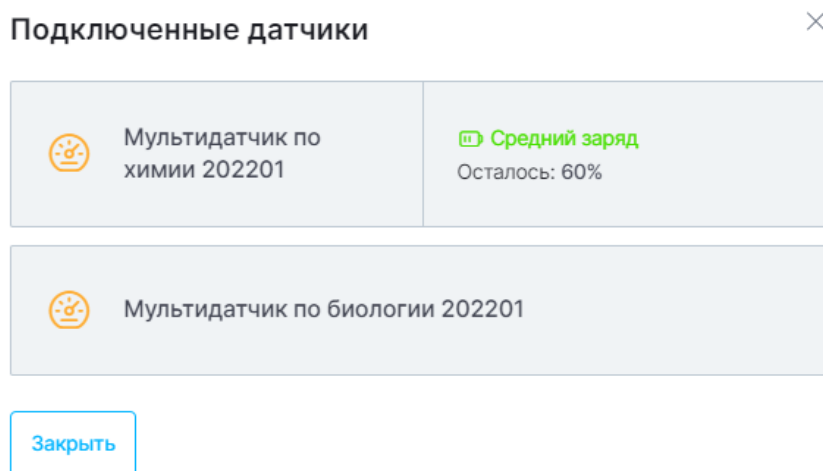 Подключенные датчики
Мультидатчик по
химии 202201
Средний заряд
Осталось: 60%
Мультидатчик по биологии 202201
Закрыть